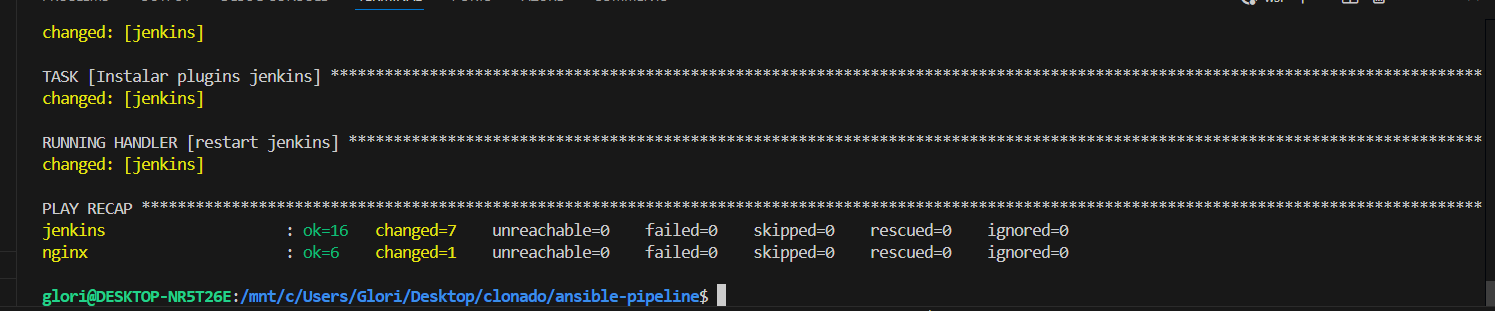 changed: [jenkins]
TASK [Instalar plugins jenkins] ********************************************************************************************************************************
changed: [jenkins]
RUNNING HANDLER [restart jenkins] ******************************************************************************************************************************
changed: [jenkins]
PLAY RECAP *****************************************************************************************************************************************************
jenkins : ok=16 changed=7 unreachable=0 failed=0 skipped=0 rescued=0 ignored=0
nginx : ok=6 changed=1 unreachable=0 failed=0 skipped=0 rescued=0 ignored=0
glori@DESKTOP-NR5T26E:/mnt/c/Users/Glori/Desktop/clonado/ansible-pipeline$